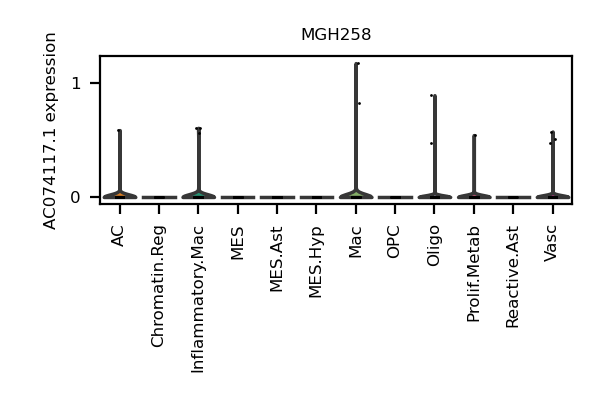 MGH258
AC074117.1 expression
1
0
AC
Chromatin.Reg
Inflammatory.Mac
MES
MES.Ast
MES.Hyp
Mac
OPC
Oligo
Prolif.Metab
Reactive.Ast
Vasc